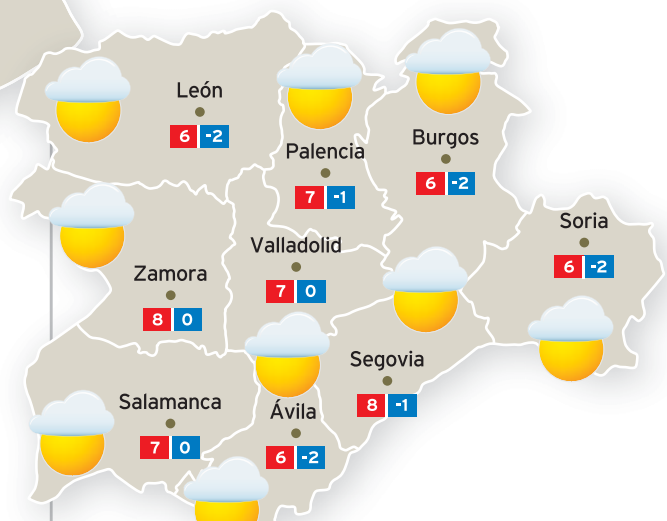 León
6 -2
Palencia
7 -1
Burgos
6 -2
Soria
6 -2
Zamora
8 0
Valladolid
7 0
Segovia
8 -1
Salamanca
7 0
Ávila
6 -2